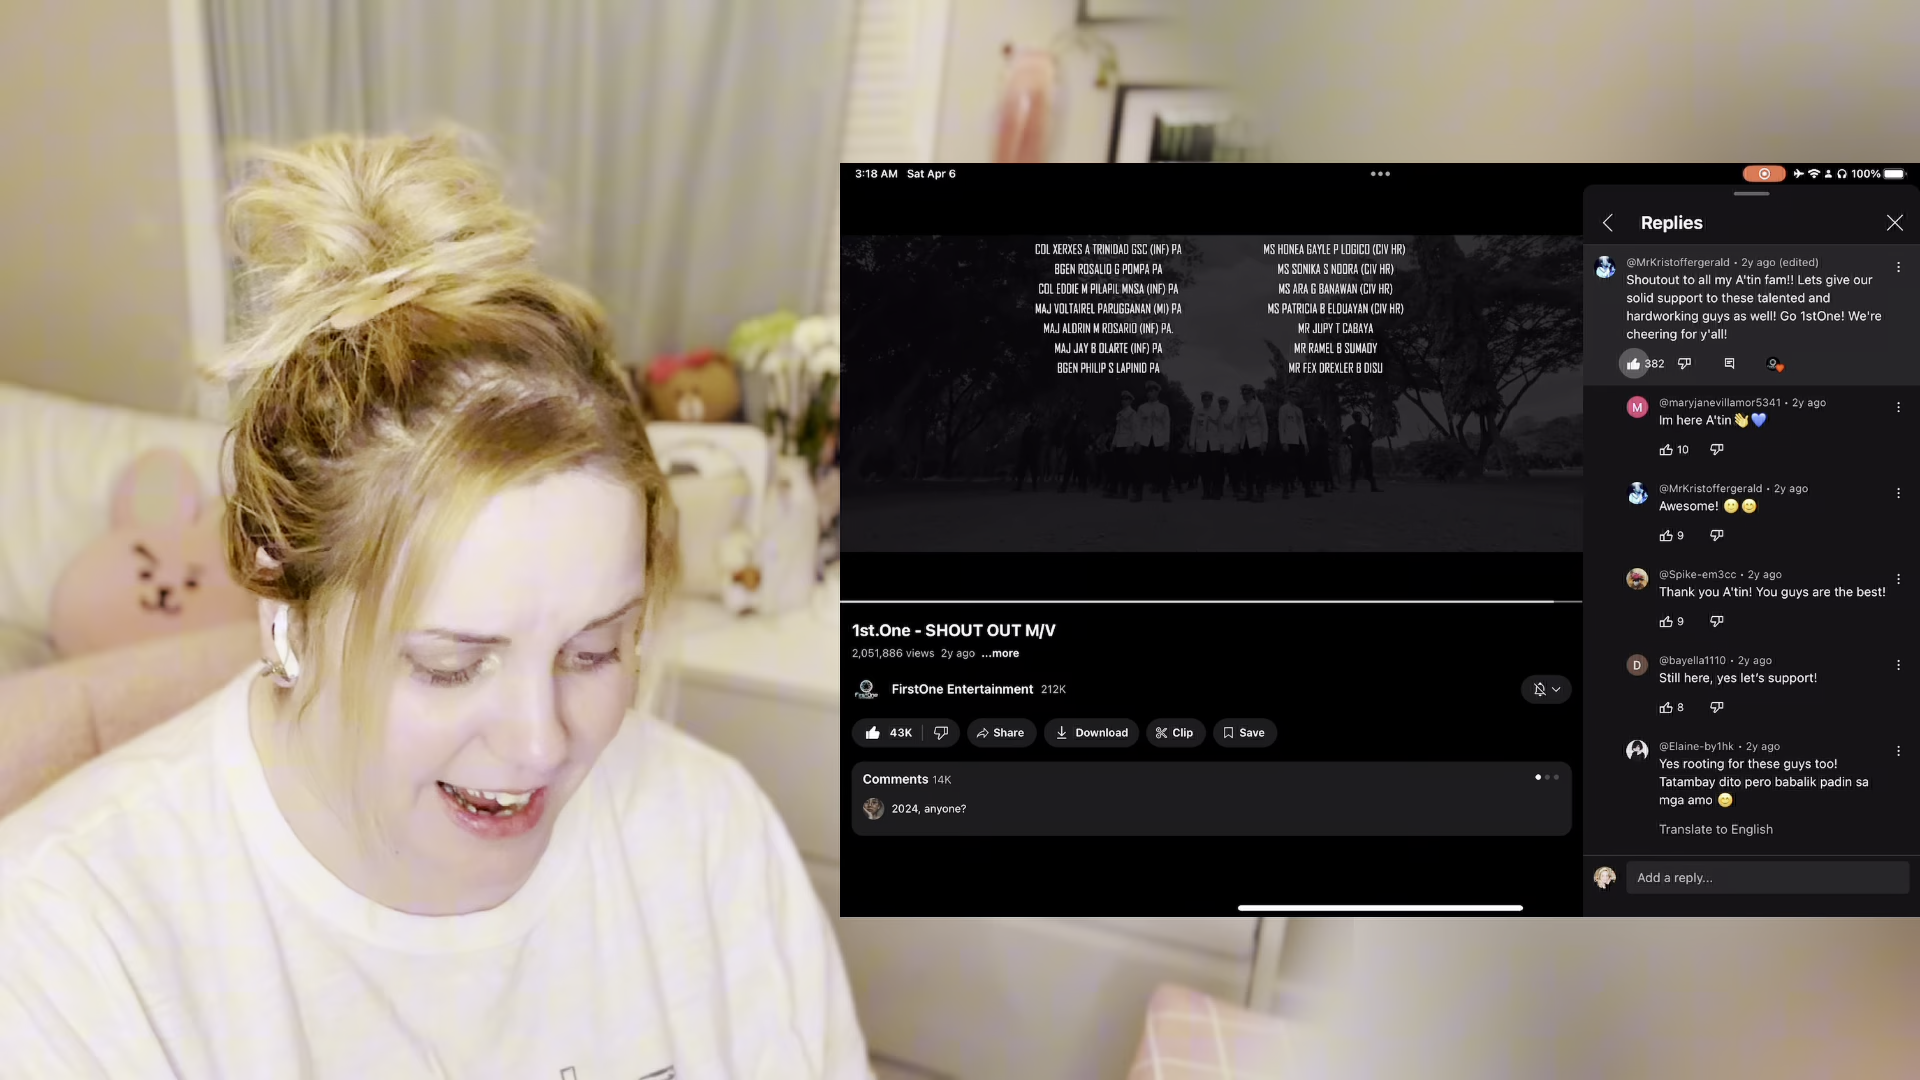 3:18 AM Sat Apr 6
100%
COL XERXES A TRINIDAD GSC (INF) PA
BGEN ROSALIO G POMPA PA
COL EDDIE M PILAPIL MNSA (INF) PA
MAJ VOLTAIREL PARUGGANAN (MI) PA
MAJ ALDRIN M ROSARIO (INF) PA.
MAJ JAY B OLARTE (INF) PA
BGEN PHILIP S LAPINID PA
MS HONEA GAYLE P LOGICO (CIV HR)
MS SONIKA S NOORA (CIV HR)
MS ARA G BANAWAN (CIV HR)
MS PATRICIA B ELDUAYAN (CIV HR)
MR JUPY T CABAYA
MR RAMEL B SUMAOY
MR FEX DREXLER B DISU
1st.One - SHOUT OUT M/V
2,051,886 views 2y ago ...more
FirstOne Entertainment 212K
43K
Share
Download
Clip
Save
Comments 14K
2024, anyone?
Replies
@MrKristoffergerald • 2y ago (edited)
Shoutout to all my A'tin fam!! Lets give our
solid support to these talented and
hardworking guys as well! Go 1stOne! We're
cheering for y'all!
382
M
@maryjanevillamor5341 • 2y ago
Im here A'tin👋💙
10
@MrKristoffergerald • 2y ago
Awesome! 😬😊
9
@Spike-em3cc • 2y ago
Thank you A'tin! You guys are the best!
9
D
@bayella1110 • 2y ago
Still here, yes let's support!
8
@Elaine-by1hk • 2y ago
Yes rooting for these guys too!
Tatambay dito pero babalik padin sa
mga amo 😊
Translate to English
Add a reply...